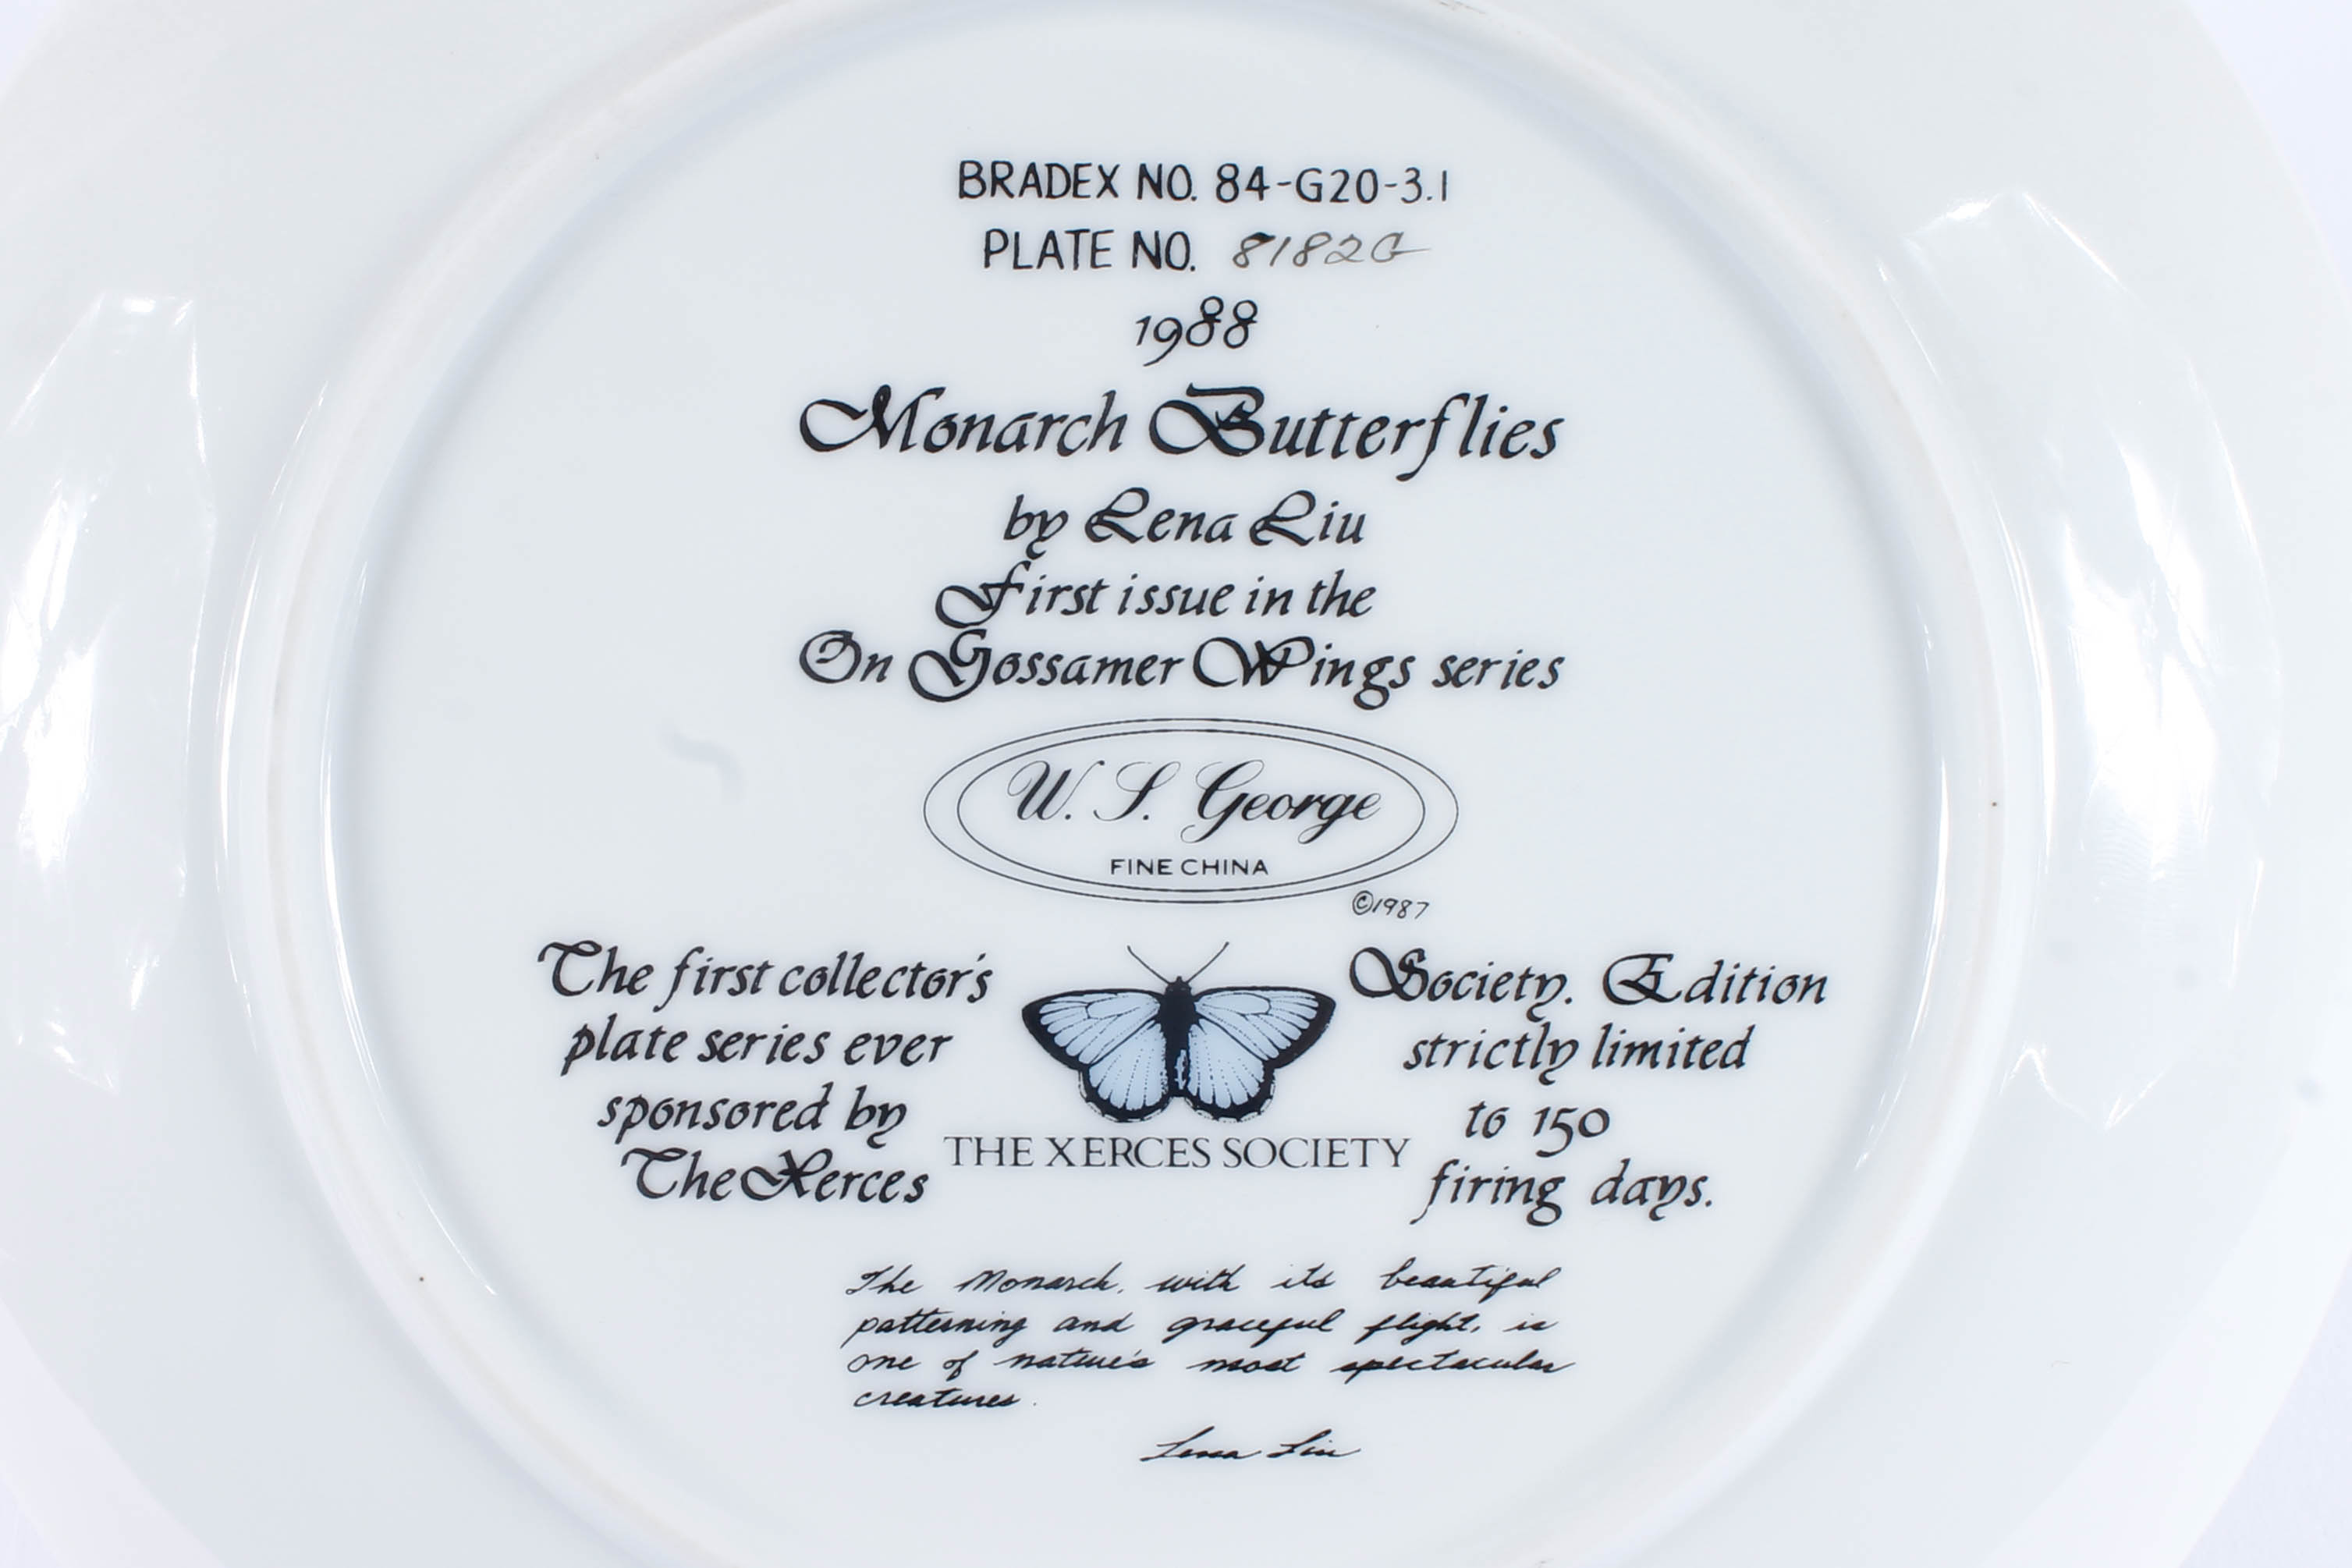 BRADEX NO. 84-G20-3.1
PLATE NO. 8182G
1988
Monarch Butterflies
by Lena Liu
First issue in the
On Gossamer Wings series
W. S. George
FINE CHINA
©1987
The first collector's
plate series ever
sponsored by
The Xerces
THE XERCES SOCIETY
Society. Edition
strictly limited
to 150
firing days.
The Monarch, with its beautiful
patterning and graceful flight, is
one of nature's most spectacular
creatures.
Lena Liu